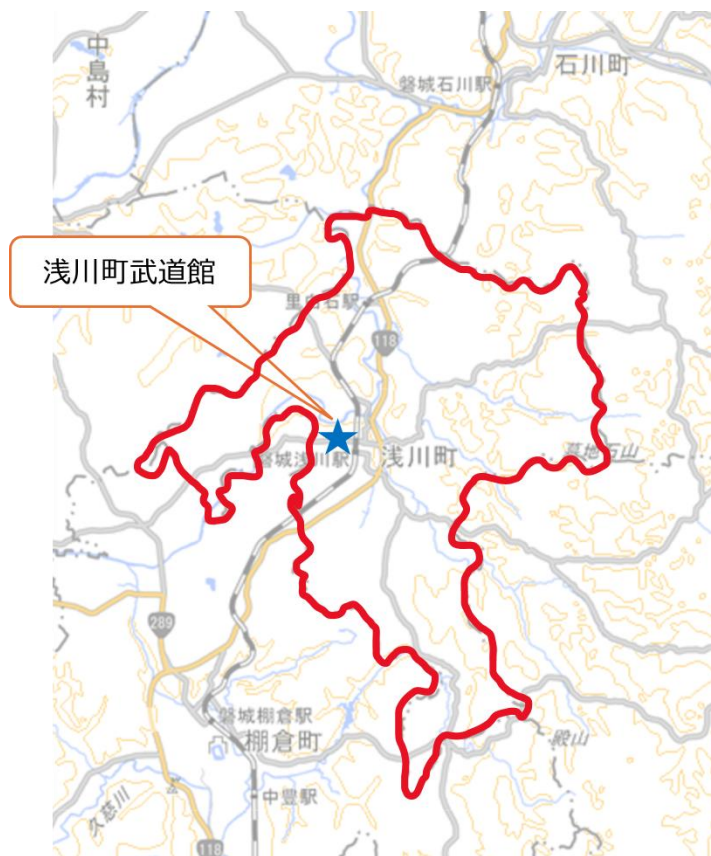 中島村
磐城石川駅
石川町
浅川町武道館
里白石駅
118
磐城浅川駅
浅川町
墓地石山
289
磐城棚倉駅
棚倉町
殿山
中豊駅
久慈川
118